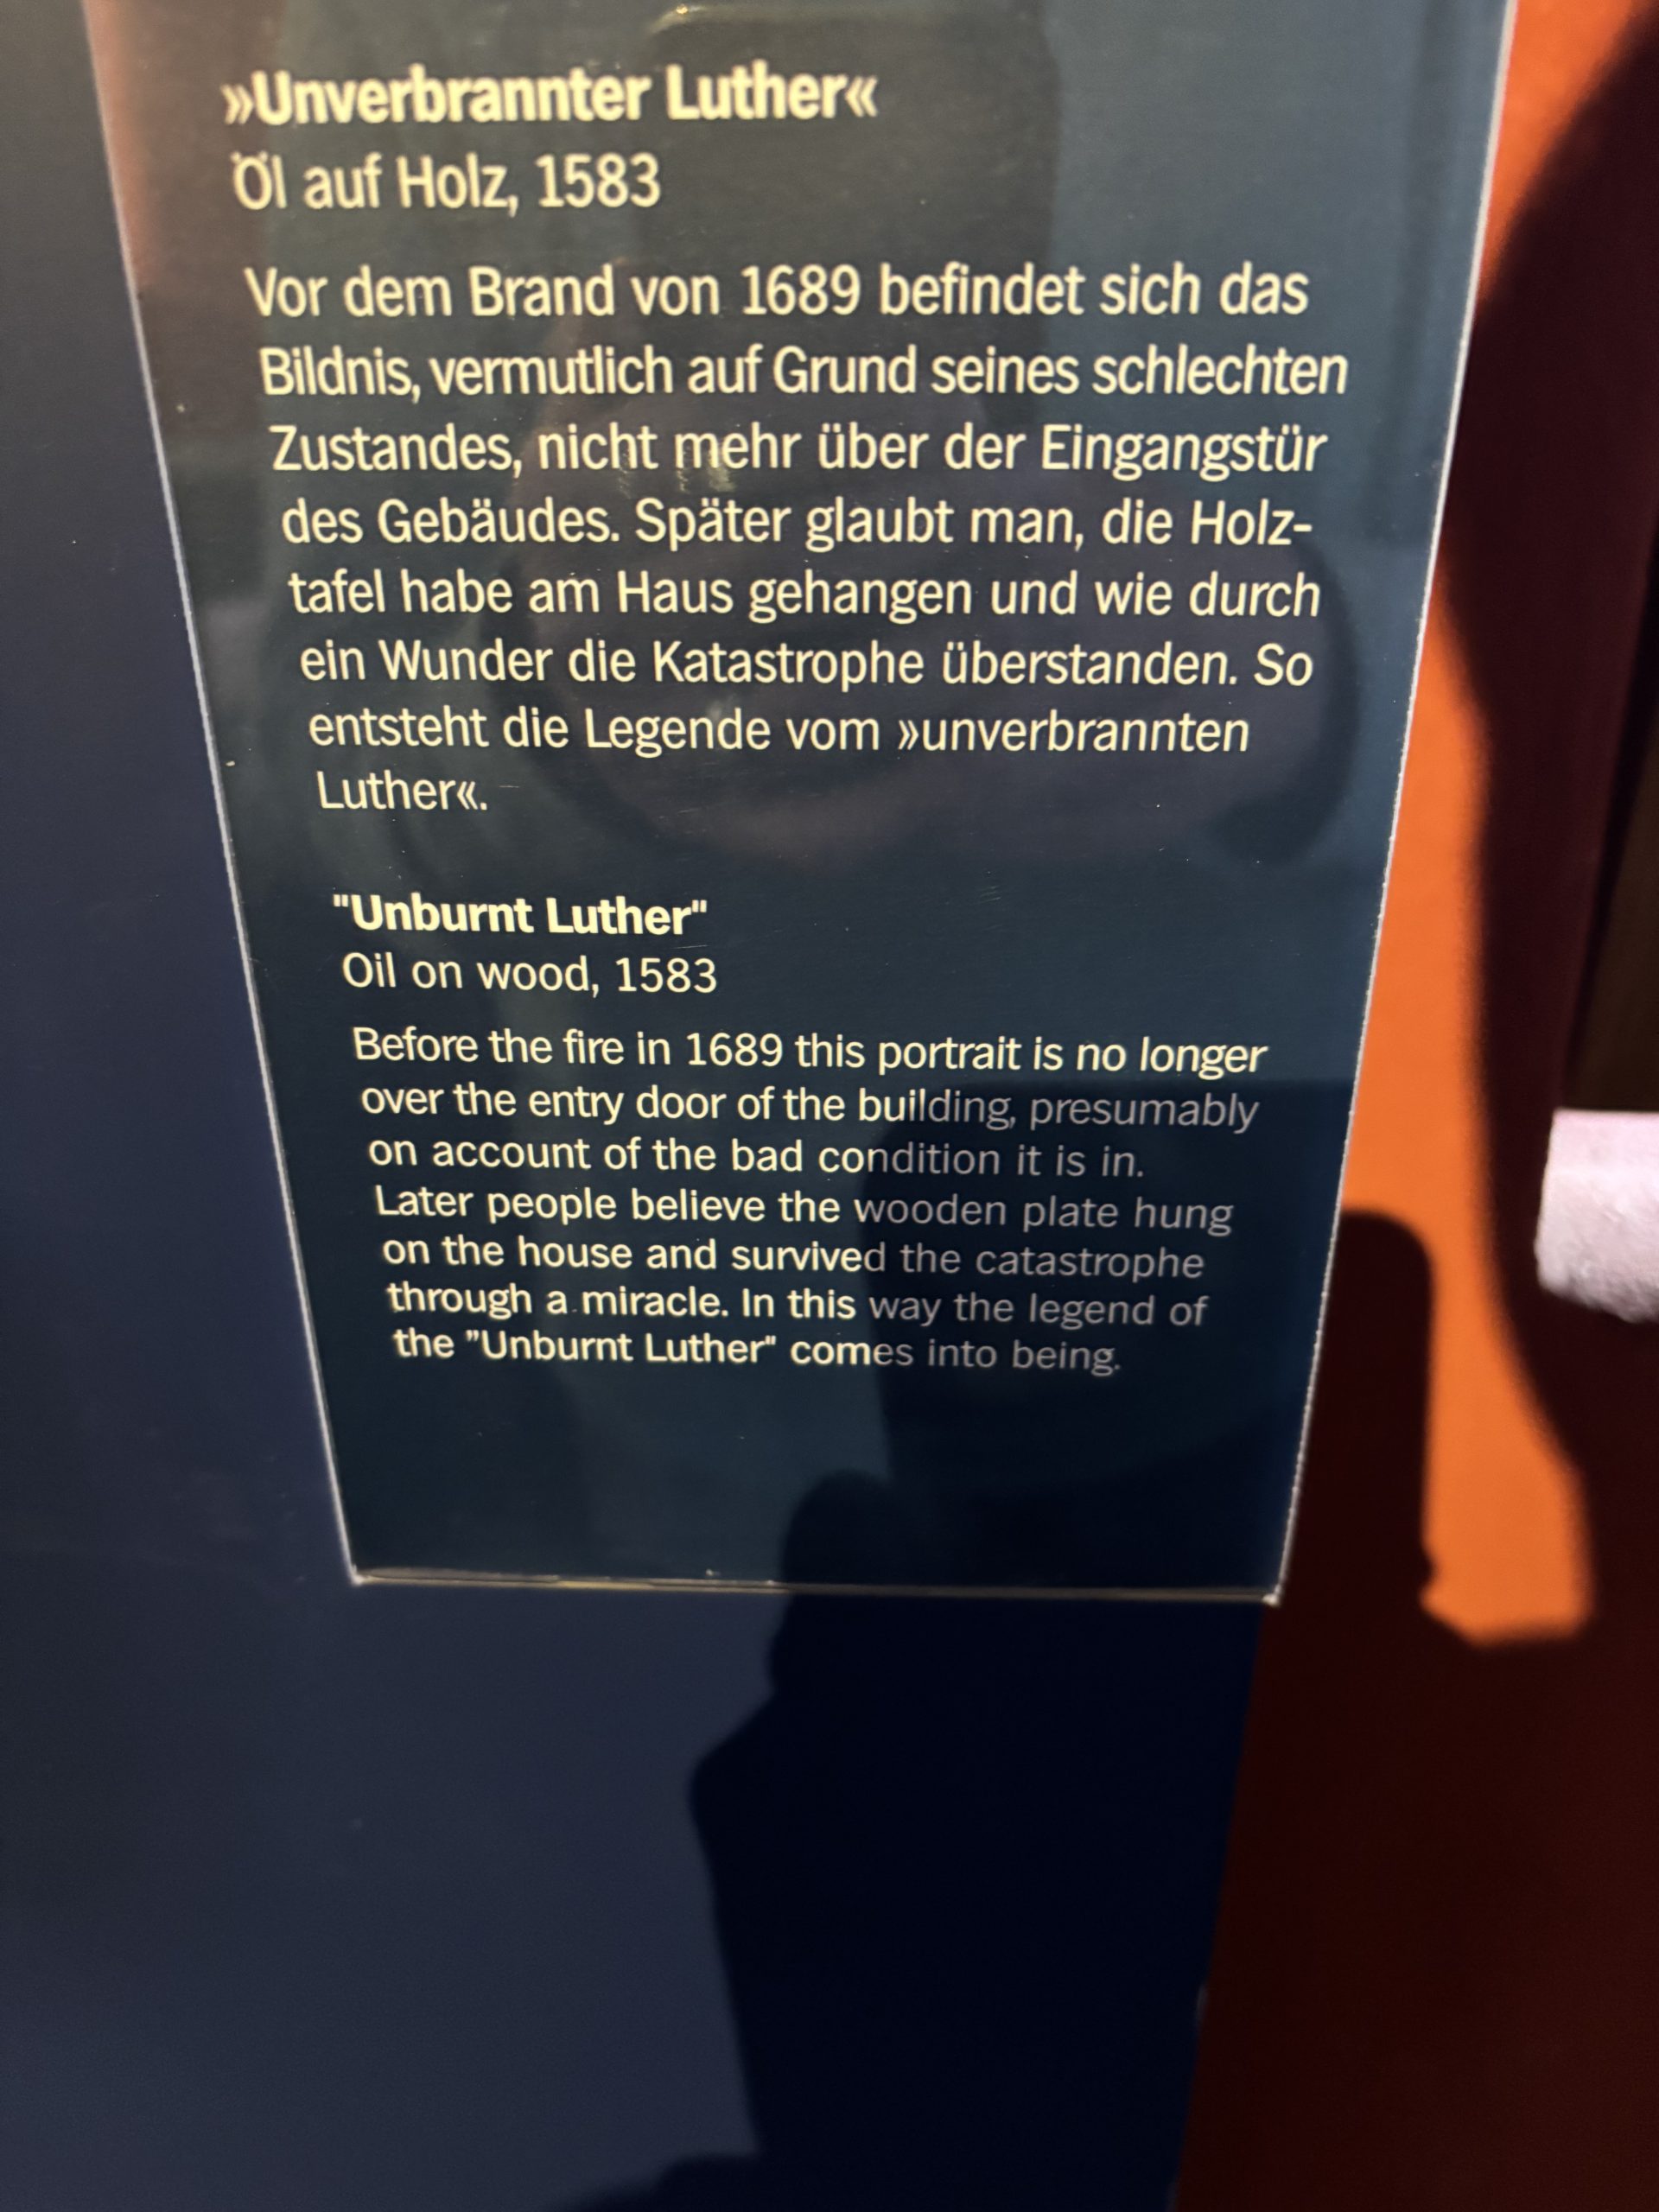 »Unverbrannter Luther«
Öl auf Holz, 1583
Vor dem Brand von 1689 befindet sich das
Bildnis, vermutlich auf Grund seines schlechten
Zustandes, nicht mehr über der Eingangstür
des Gebäudes. Später glaubt man, die Holz-
tafel habe am Haus gehangen und wie durch
ein Wunder die Katastrophe überstanden. So
entsteht die Legende vom »unverbrannten
Luther«.
"Unburnt Luther"
Oil on wood, 1583
Before the fire in 1689 this portrait is no longer
over the entry door of the building, presumably
on account of the bad condition it is in.
Later people believe the wooden plate hung
on the house and survived the catastrophe
through a miracle. In this way the legend of
the "Unburnt Luther" comes into being.